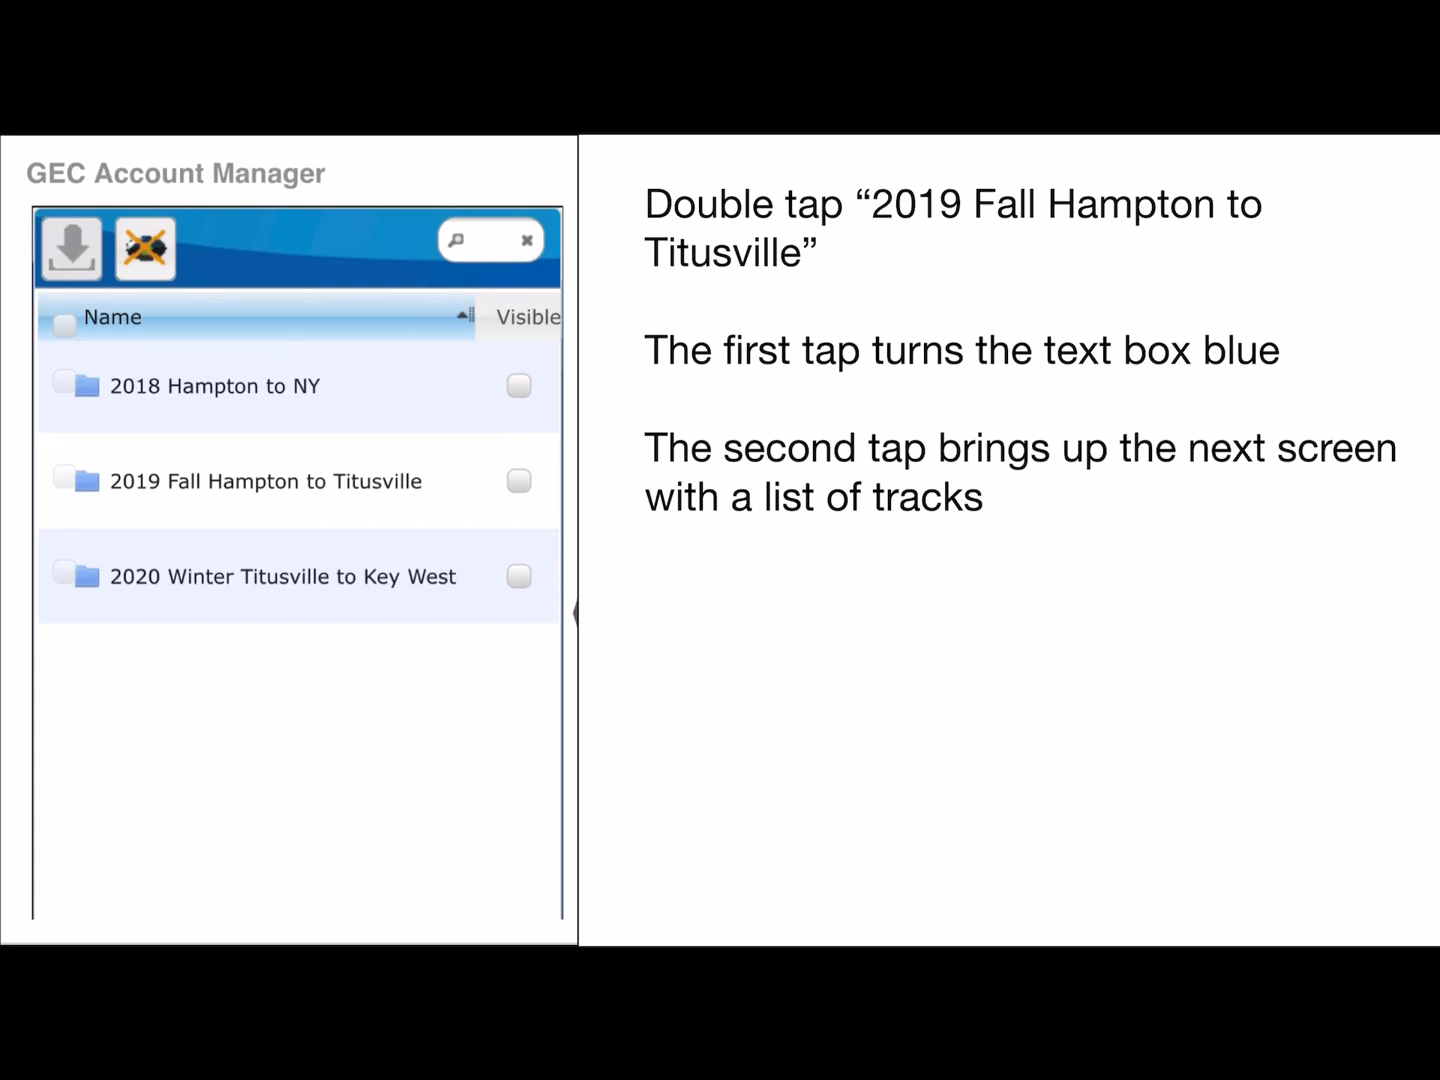 GEC Account Manager
Name
Visible
2018 Hampton to NY
2019 Fall Hampton to Titusville
2020 Winter Titusville to Key West
Double tap “2019 Fall Hampton to
Titusville”
The first tap turns the text box blue
The second tap brings up the next screen
with a list of tracks